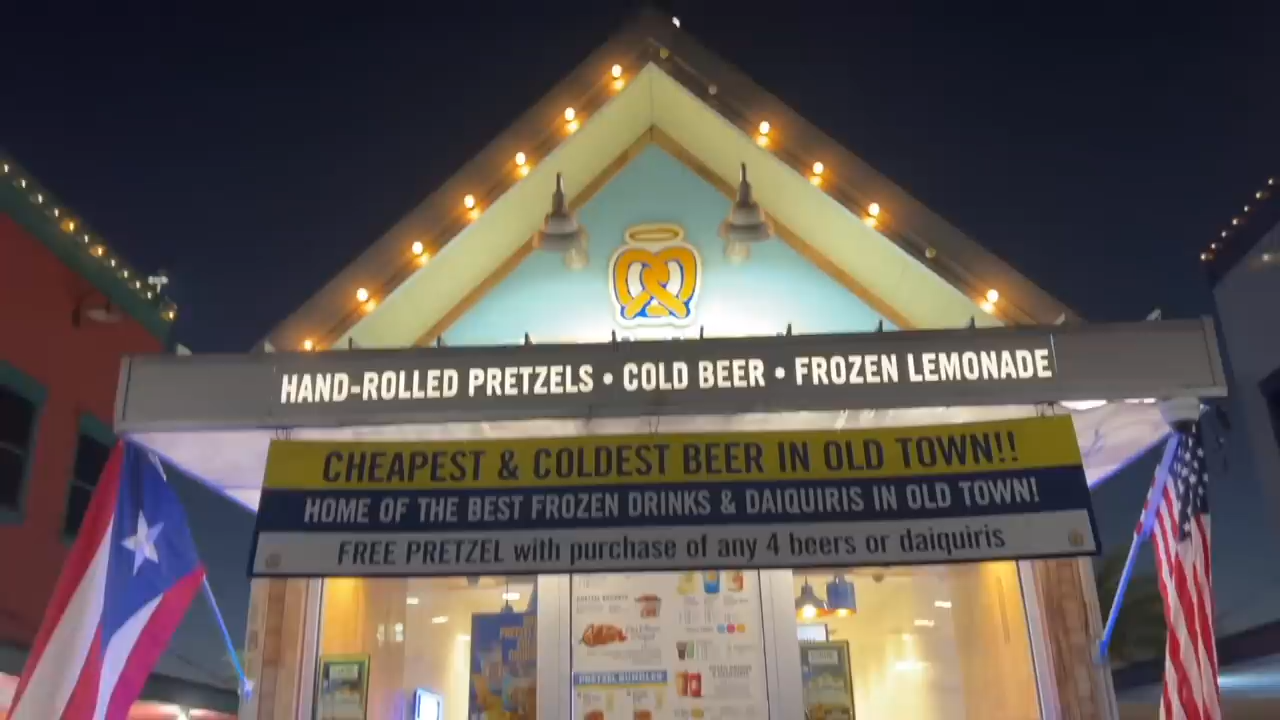 HAND-ROLLED PRETZELS • COLD BEER • FROZEN LEMONADE
CHEAPEST & COLDEST BEER IN OLD TOWN!!
HOME OF THE BEST FROZEN DRINKS & DAIQUIRIS IN OLD TOWN!
FREE PRETZEL with purchase of any 4 beers or daiquiris
PRETZEL BUNDLES